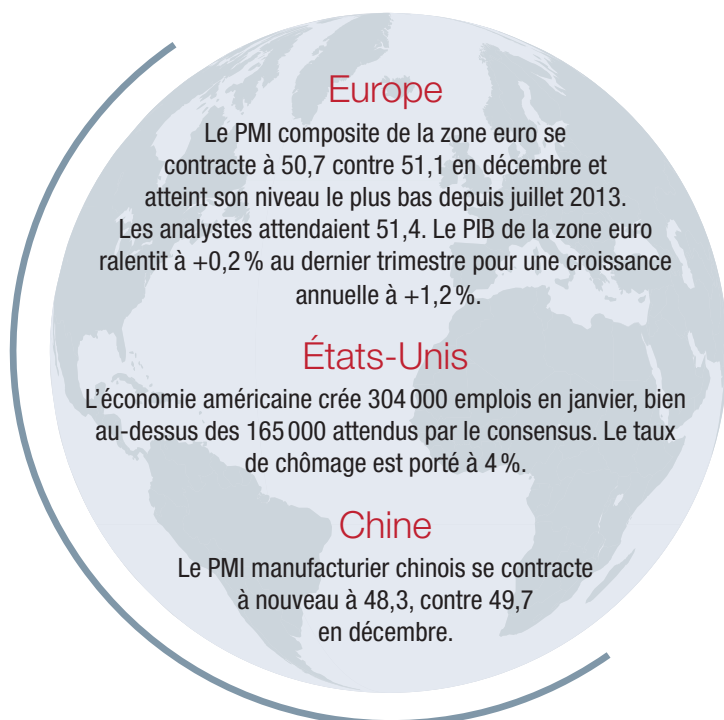 Europe
Le PMI composite de la zone euro se
contracte à 50,7 contre 51,1 en décembre et
atteint son niveau le plus bas depuis juillet 2013.
Les analystes attendaient 51,4. Le PIB de la zone euro
ralentit à +0,2 % au dernier trimestre pour une croissance
annuelle à +1,2 %.
États-Unis
L’économie américaine crée 304 000 emplois en janvier, bien
au-dessus des 165 000 attendus par le consensus. Le taux
de chômage est porté à 4 %.
Chine
Le PMI manufacturier chinois se contracte
à nouveau à 48,3, contre 49,7
en décembre.